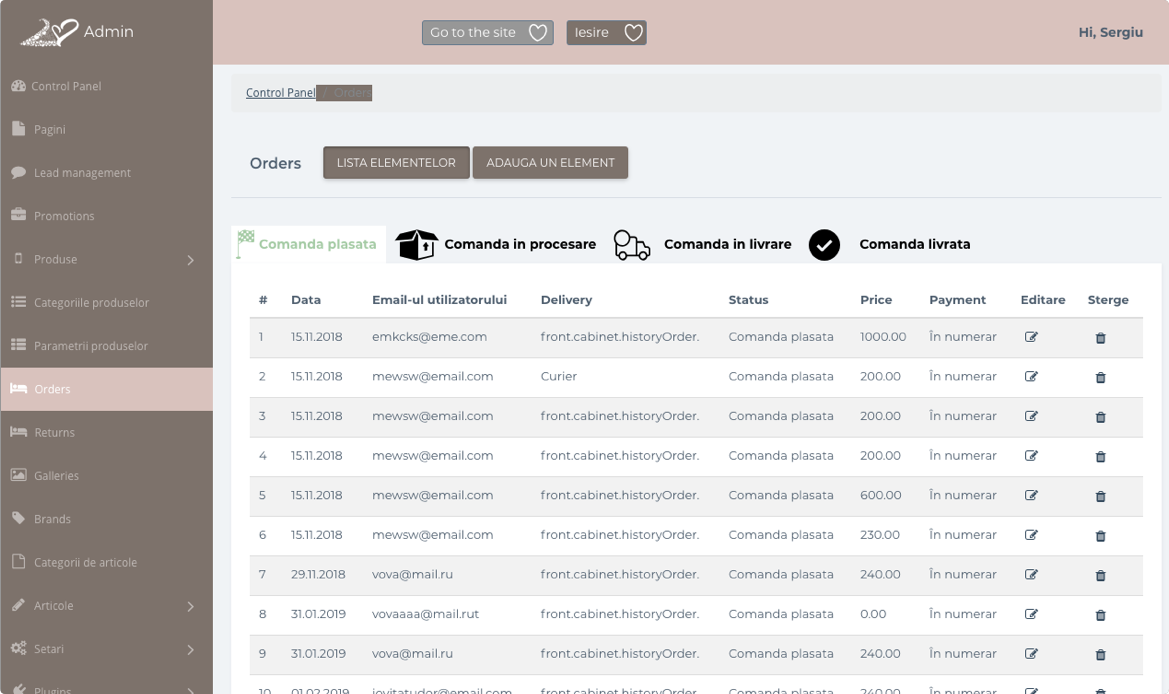 Admin
Go to the site
Iesire
Hi, Sergiu
Control Panel
Pagini
Lead management
Promotions
Produse
Categoriile produselor
Parametrii produselor
Orders
Returns
Galleries
Brands
Categorii de articole
Articole
Setari
Plugins
Control Panel / Orders
Orders LISTA ELEMENTELOR ADAUGA UN ELEMENT
Comanda plasata Comanda in procesare Comanda in livrare Comanda livrata
# Data Email-ul utilizatorului Delivery Status Price Payment Editare Sterge
1 15.11.2018 emkcks@eme.com front.cabinet.historyOrder. Comanda plasata 1000.00 În numerar
2 15.11.2018 mewsw@email.com Curier Comanda plasata 200.00 În numerar
3 15.11.2018 mewsw@email.com front.cabinet.historyOrder. Comanda plasata 200.00 În numerar
4 15.11.2018 mewsw@email.com front.cabinet.historyOrder. Comanda plasata 200.00 În numerar
5 15.11.2018 mewsw@email.com front.cabinet.historyOrder. Comanda plasata 600.00 În numerar
6 15.11.2018 mewsw@email.com front.cabinet.historyOrder. Comanda plasata 230.00 În numerar
7 29.11.2018 vova@mail.ru front.cabinet.historyOrder. Comanda plasata 240.00 În numerar
8 31.01.2019 vovaaaa@mail.rut front.cabinet.historyOrder. Comanda plasata 0.00 În numerar
9 31.01.2019 vova@mail.ru front.cabinet.historyOrder. Comanda plasata 240.00 În numerar
10 01.02.2019 iovitatudor@email.com front.cabinet.historyOrder. Comanda plasata 240.00 În numerar